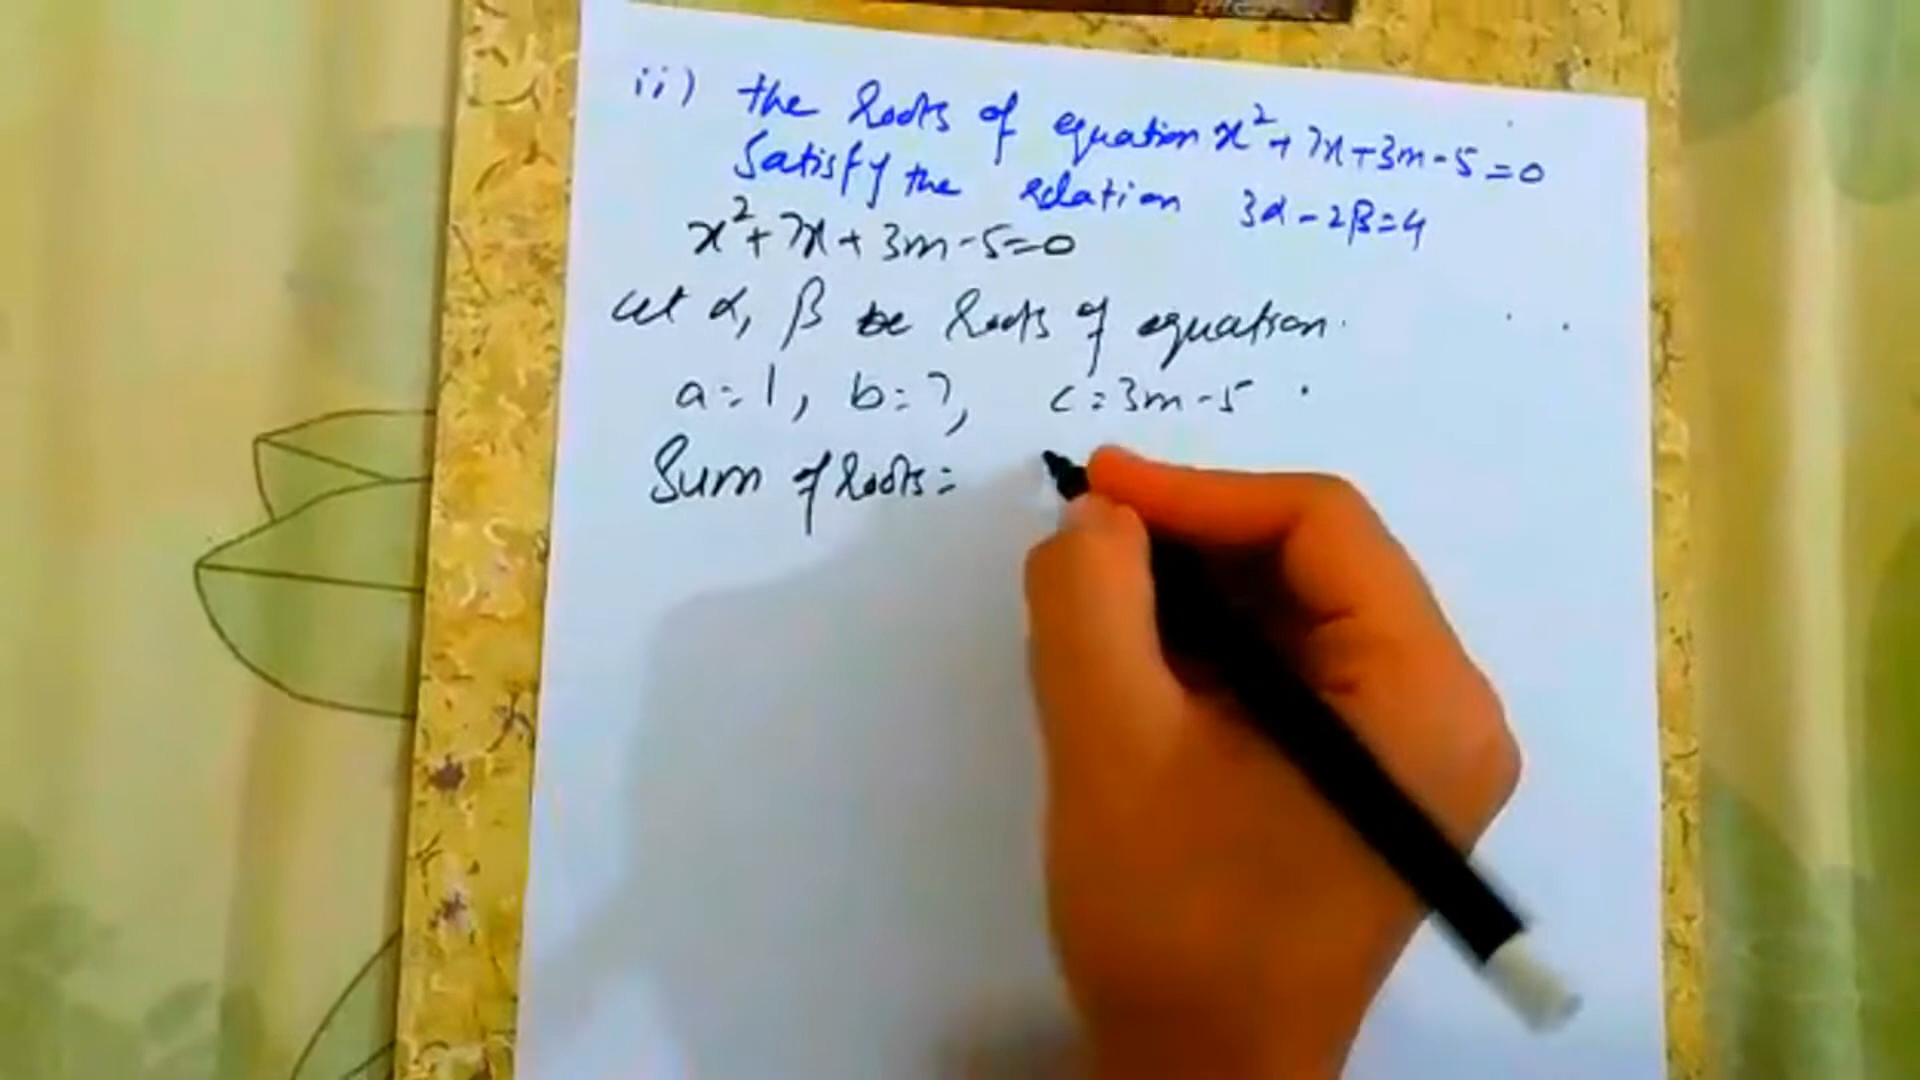 ii) the Roots of equation x²+7x+3m-5=0
Satisfy the relation 3α-2β=4
x²+7x+3m-5=0
Let α, β be Roots of equation.
a=1, b=7, c=3m-5
Sum of Roots=